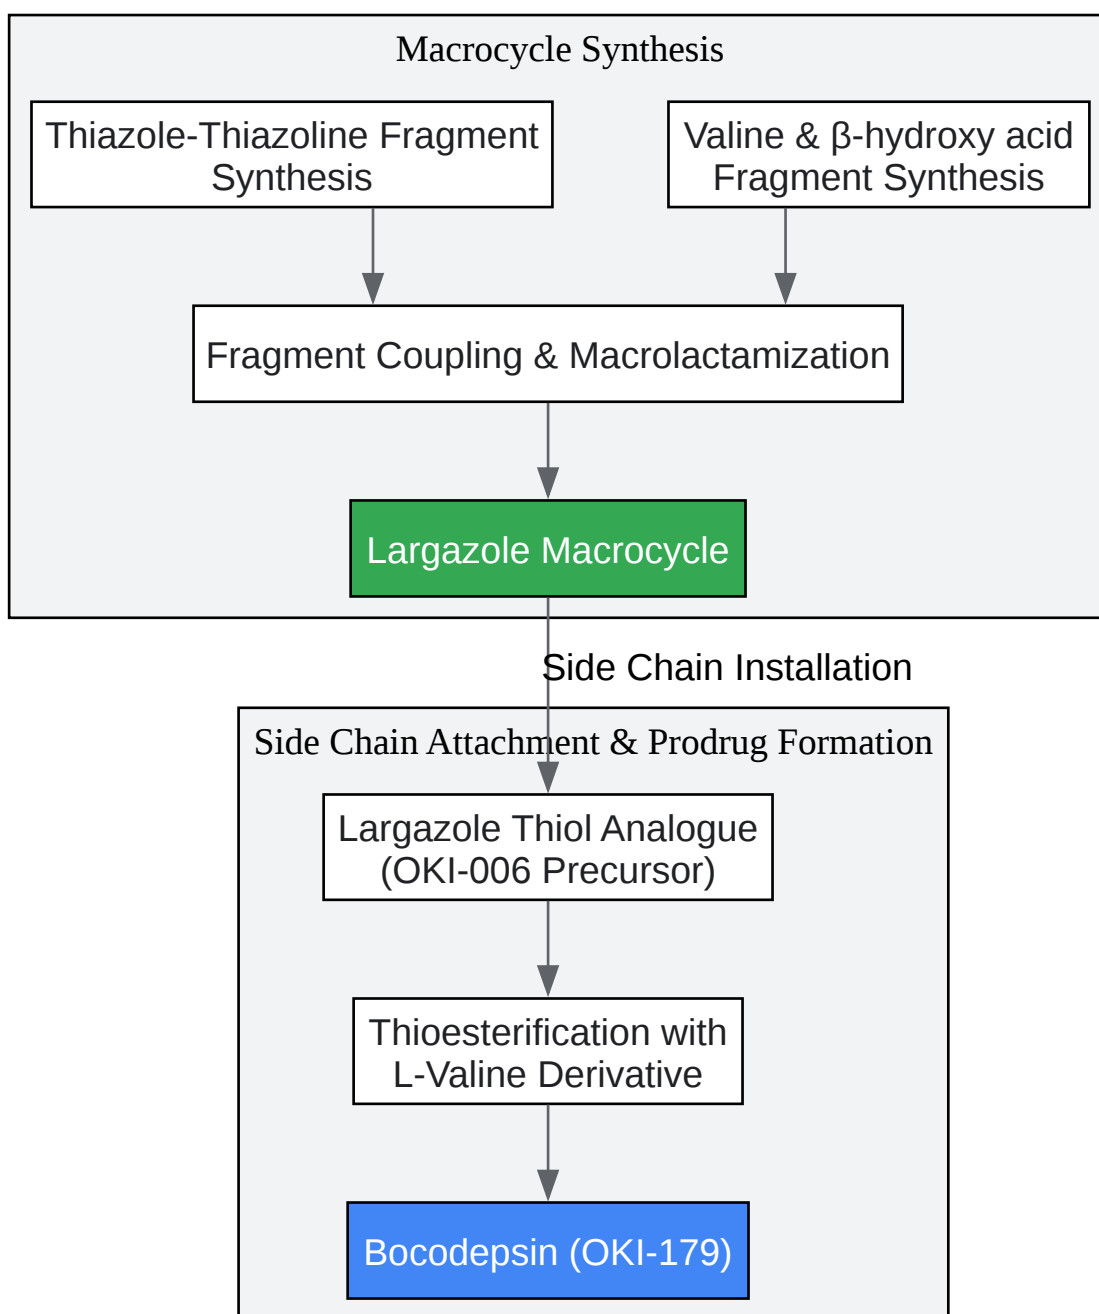 Macrocycle Synthesis
Thiazole-Thiazoline Fragment
Synthesis
Valine & β-hydroxy acid
Fragment Synthesis
Fragment Coupling & Macrolactamization
Largazole Macrocycle
Side Chain Installation
Side Chain Attachment & Prodrug Formation
Largazole Thiol Analogue
(OKI-006 Precursor)
Thioesterification with
L-Valine Derivative
Bocodepsin (OKI-179)